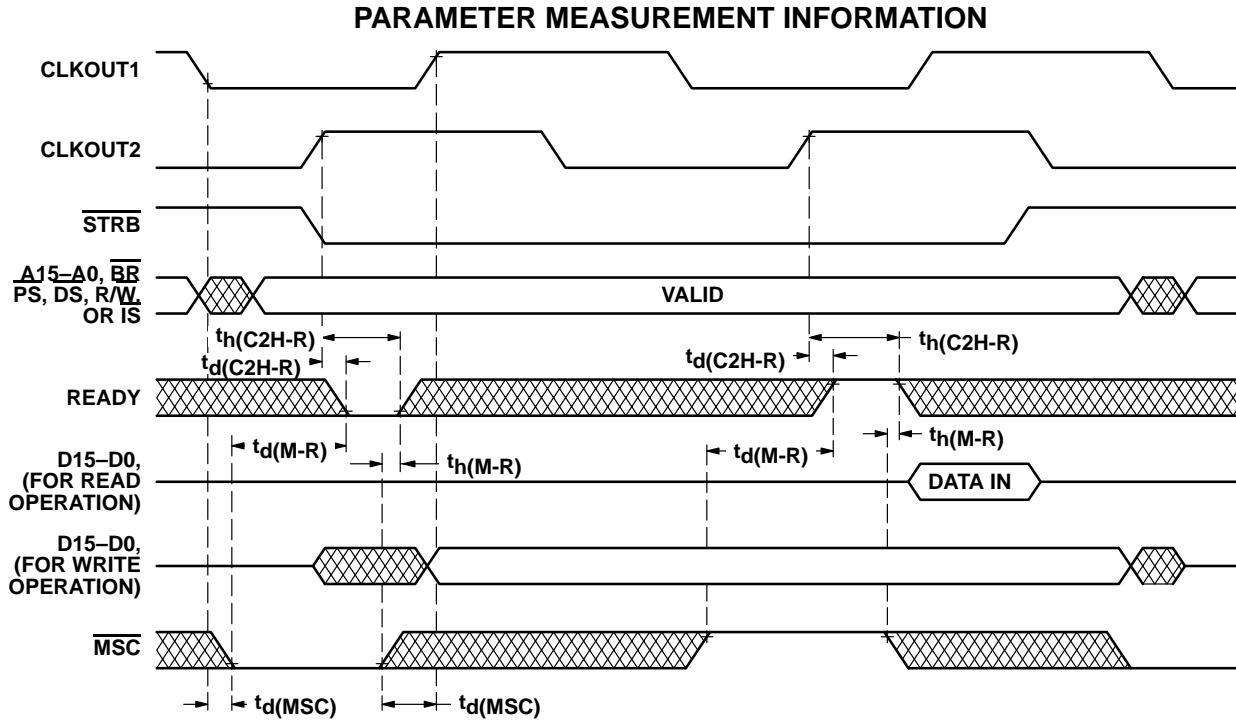 PARAMETER MEASUREMENT INFORMATION
CLKOUT1
CLKOUT2
STRB
A15–A0, BR
PS, DS, R/W,
OR IS
VALID
th(C2H-R)
td(C2H-R)
td(C2H-R)
th(C2H-R)
READY
td(M-R)
th(M-R)
td(M-R)
th(M-R)
D15–D0,
(FOR READ
OPERATION)
DATA IN
D15–D0,
(FOR WRITE
OPERATION)
MSC
td(MSC)
td(MSC)